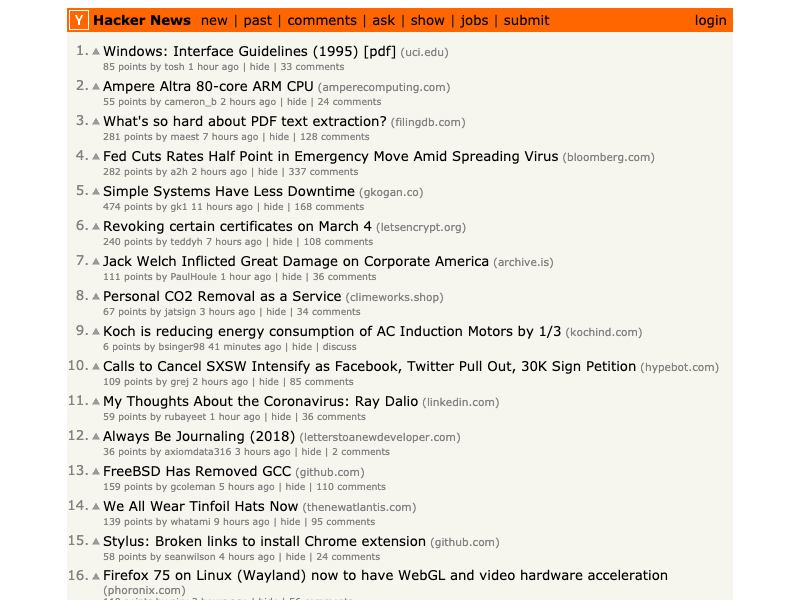 Y Hacker News new | past | comments | ask | show | jobs | submit login
1. Windows: Interface Guidelines (1995) [pdf] (uci.edu)
85 points by tosh 1 hour ago | hide | 33 comments
2. Ampere Altra 80-core ARM CPU (amperecomputing.com)
55 points by cameron_b 2 hours ago | hide | 24 comments
3. What's so hard about PDF text extraction? (filingdb.com)
281 points by maest 7 hours ago | hide | 128 comments
4. Fed Cuts Rates Half Point in Emergency Move Amid Spreading Virus (bloomberg.com)
282 points by a2h 2 hours ago | hide | 337 comments
5. Simple Systems Have Less Downtime (gkogan.co)
474 points by gk1 11 hours ago | hide | 168 comments
6. Revoking certain certificates on March 4 (letsencrypt.org)
240 points by teddyh 7 hours ago | hide | 108 comments
7. Jack Welch Inflicted Great Damage on Corporate America (archive.is)
111 points by PaulHoule 1 hour ago | hide | 36 comments
8. Personal CO2 Removal as a Service (climeworks.shop)
67 points by jatsign 3 hours ago | hide | 34 comments
9. Koch is reducing energy consumption of AC Induction Motors by 1/3 (kochind.com)
6 points by bsinger98 41 minutes ago | hide | discuss
10. Calls to Cancel SXSW Intensify as Facebook, Twitter Pull Out, 30K Sign Petition (hypebot.com)
109 points by grej 2 hours ago | hide | 85 comments
11. My Thoughts About the Coronavirus: Ray Dalio (linkedin.com)
59 points by rubayeet 1 hour ago | hide | 36 comments
12. Always Be Journaling (2018) (letterstoanewdeveloper.com)
36 points by axiomdata316 3 hours ago | hide | 2 comments
13. FreeBSD Has Removed GCC (github.com)
159 points by gcoleman 5 hours ago | hide | 110 comments
14. We All Wear Tinfoil Hats Now (thenewatlantis.com)
139 points by whatami 9 hours ago | hide | 95 comments
15. Stylus: Broken links to install Chrome extension (github.com)
58 points by seanwilson 4 hours ago | hide | 24 comments
16. Firefox 75 on Linux (Wayland) now to have WebGL and video hardware acceleration
(phoronix.com)